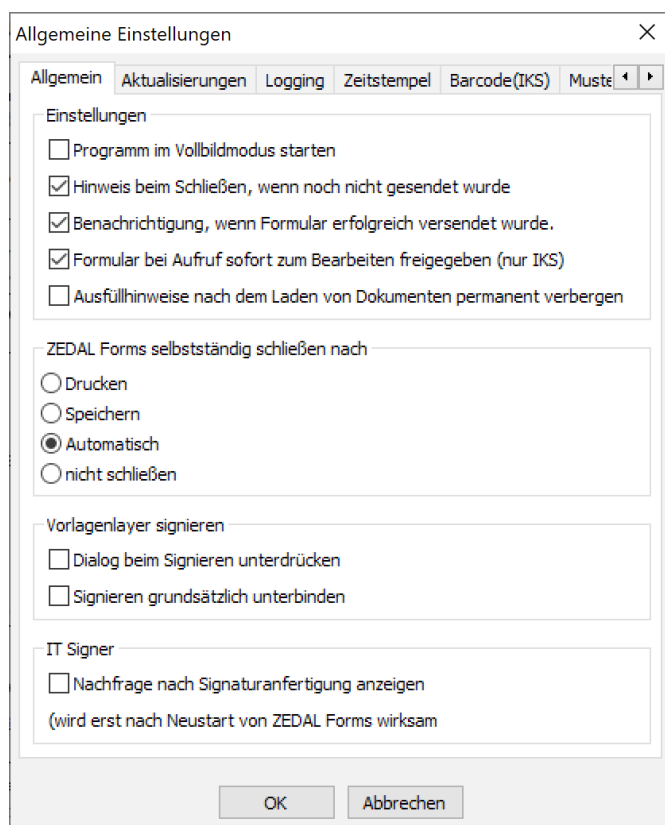 Allgemeine Einstellungen
Allgemein Aktualisierungen Logging Zeitstempel Barcode(IKS) Muste
Einstellungen
Programm im Vollbildmodus starten
Hinweis beim Schließen, wenn noch nicht gesendet wurde
Benachrichtigung, wenn Formular erfolgreich versendet wurde.
Formular bei Aufruf sofort zum Bearbeiten freigegeben (nur IKS)
Ausfüllhinweise nach dem Laden von Dokumenten permanent verbergen
ZEDAL Forms selbstständig schließen nach
Drucken
Speichern
Automatisch
nicht schließen
Vorlagenlayer signieren
Dialog beim Signieren unterdrücken
Signieren grundsätzlich unterbinden
IT Signer
Nachfrage nach Signaturanfertigung anzeigen
(wird erst nach Neustart von ZEDAL Forms wirksam
OK Abbrechen